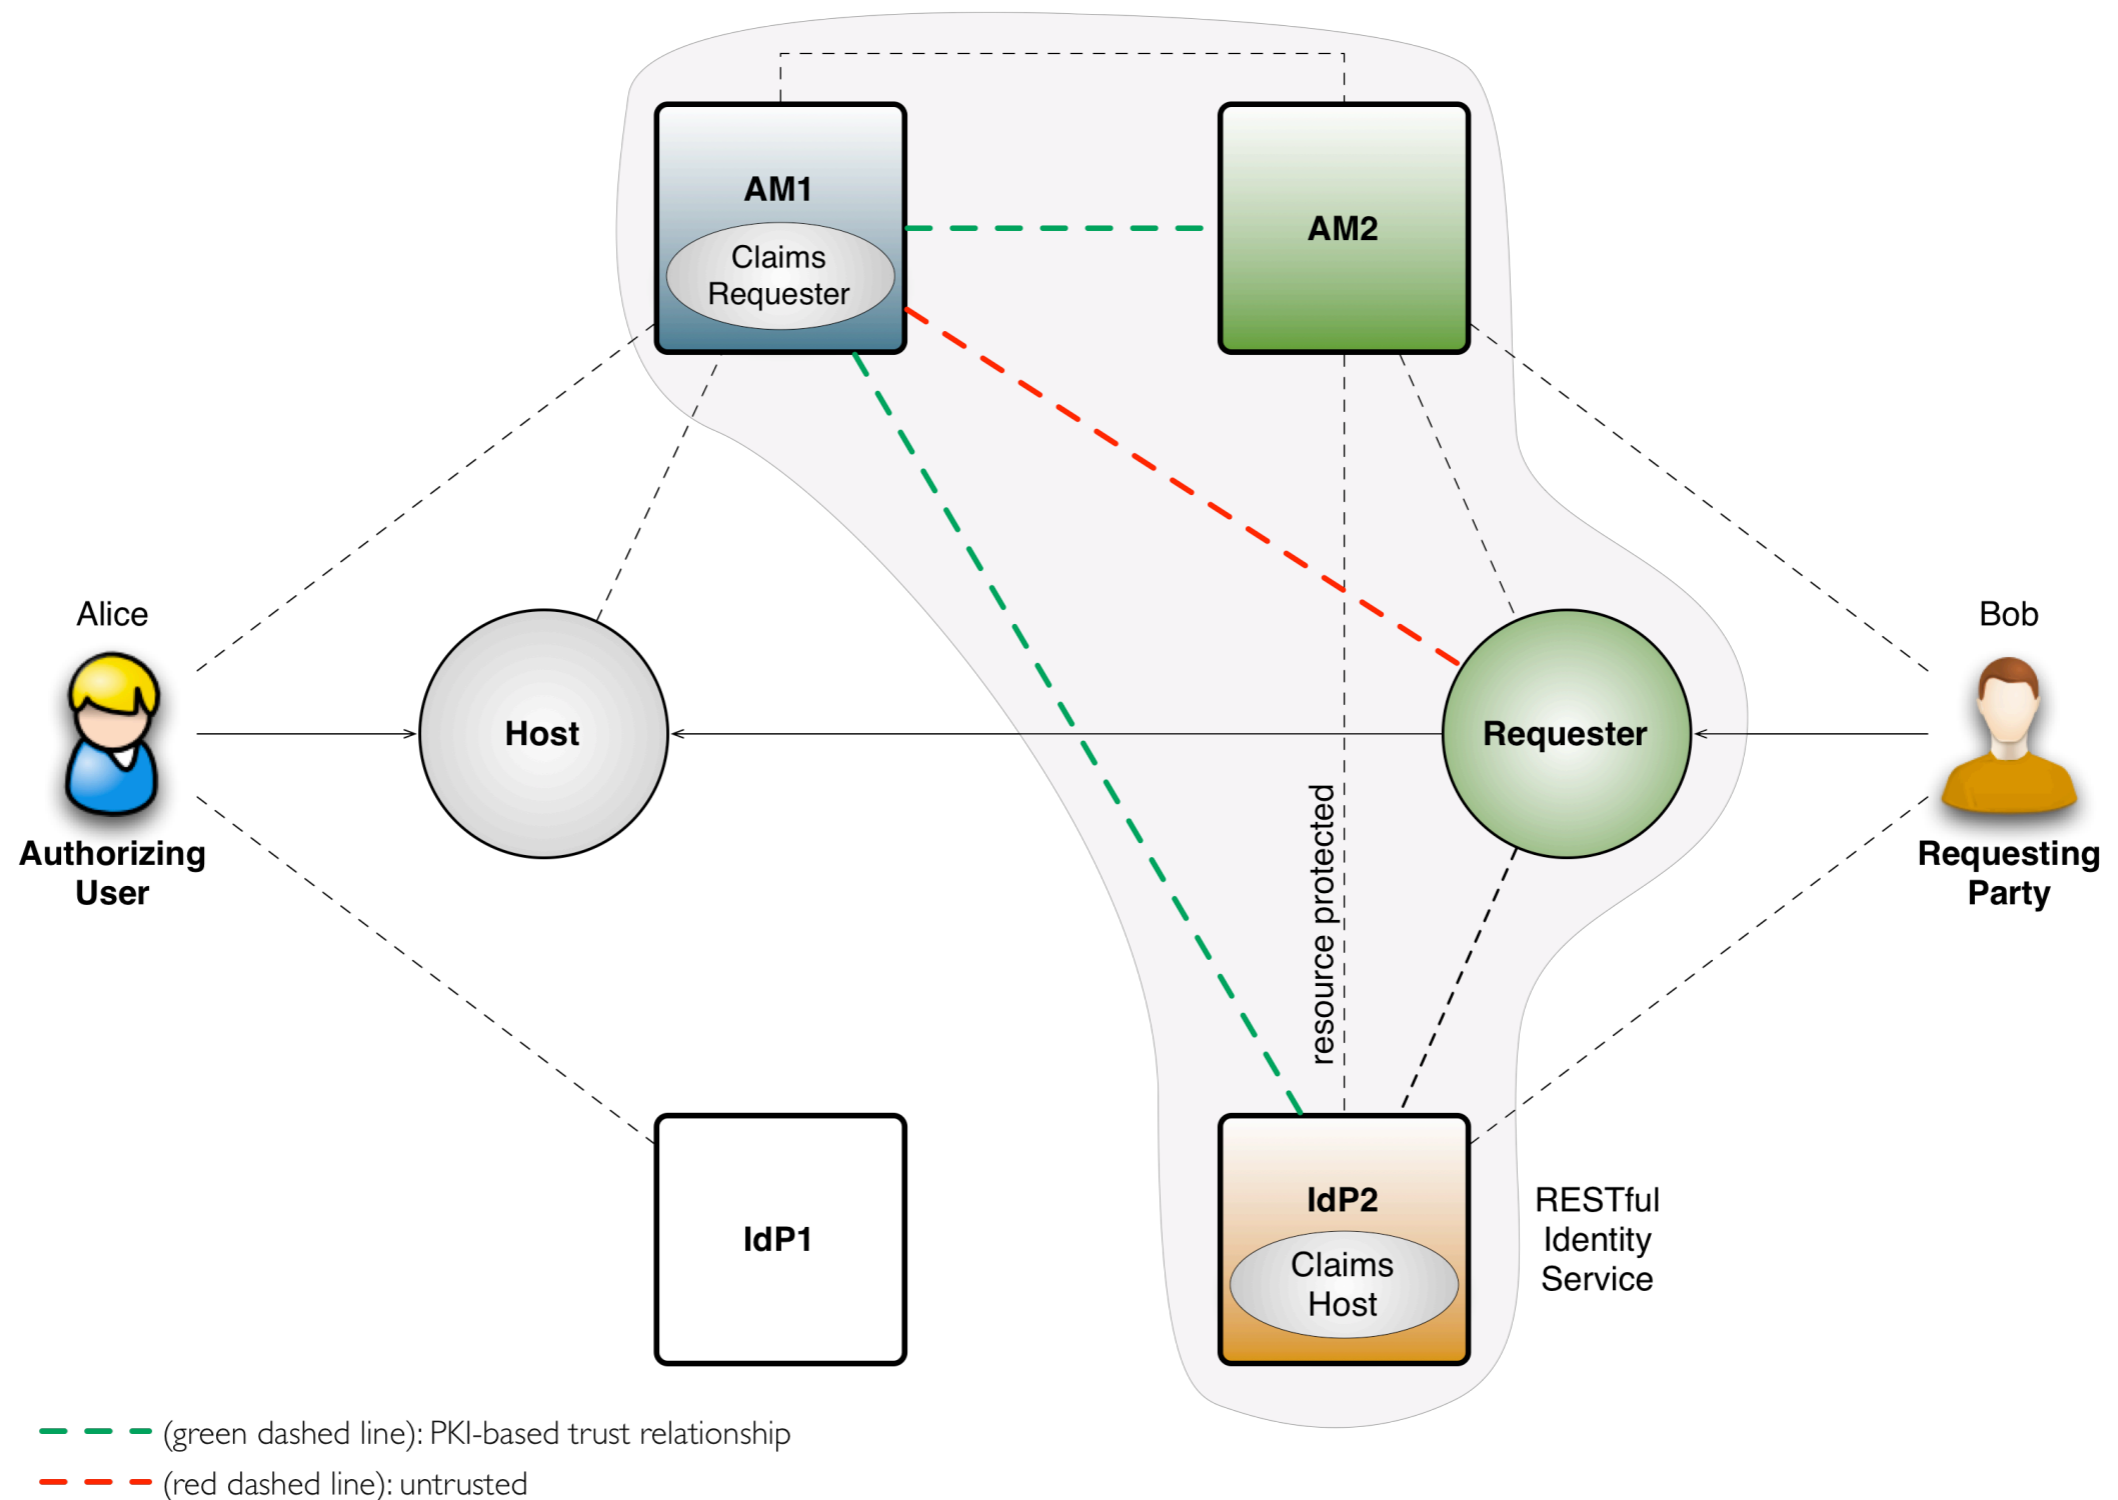 AM1
Claims
Requester
AM2
Alice
Authorizing
User
Host
Requester
Bob
Requesting
Party
resource protected
IdP1
IdP2
Claims
Host
RESTful
Identity
Service
(green dashed line): PKI-based trust relationship
(red dashed line): untrusted